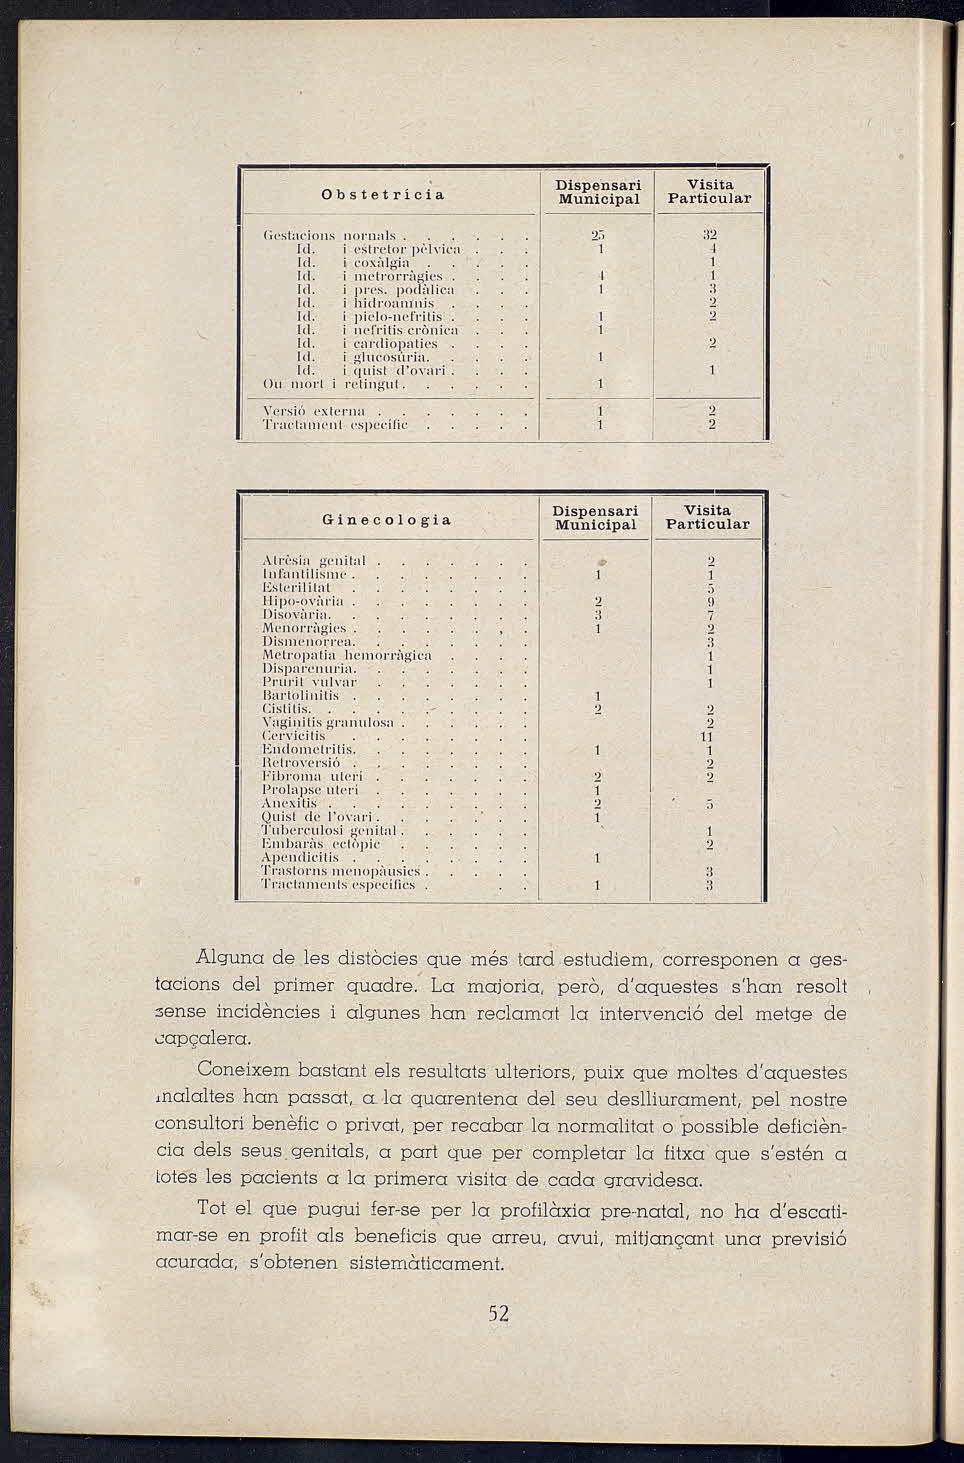 Obstetrícia Dispensari Municipal Visita Particular
Gestacions normals . . . . . . 25 32
Id. i estretor pèlvica . . . 1 4
Id. i coxàlgia . . . . . 1
Id. i metrorràgies . . . . 4 1
Id. i pres. podàlica . . . 1 3
Id. i hidroamnis . . . . 2
Id. i pielo-nefritis . . . . 1 2
Id. i nefritis crònica . . . 1
Id. i cardiopaties . . . . 2
Id. i glucosúria. . . . . 1
Id. i quist d'ovari . . . . 1
Ou mort i retingut. . . . . . 1
Versió externa . . . . . . . 1 2
Tractament específic . . . . . 1 2
Ginecologia Dispensari Municipal Visita Particular
Atrèsia genital . . . . . . . 2
Infantilisme . . . . . . . . 1 1
Esterilitat . . . . . . . . 5
Hipo-ovària . . . . . . . . 2 9
Disovària. . . . . . . . . 3 7
Menorràgies . . . . . . , . 1 2
Dismenorrea. . . . . . . . 3
Metropatia hemorràgica . . . . 1
Disparenuria. . . . . . . . 1
Prurit vulvar . . . . . . . 1
Bartolinitis . . . . . . . . 1
Cistitis. . . . . . . . . . 2 2
Vaginitis granulosa . . . . . . 2
Cervicitis . . . . . . . . 11
Endometritis. . . . . . . . 1 1
Retroversió . . . . . . . . 2
Fibroma uteri . . . . . . . 2 2
Prolapse uteri . . . . . . . 1
Anexitis . . . . . . . . . 2 5
Quist de l'ovari . . . . . . . 1
Tuberculosi genital . . . . . . 1
Embaràs ectòpic . . . . . . 2
Apendicitis . . . . . . . . 1
Trastorns menopàusics . . . . . 3
Tractaments específics . . . 1 3
Alguna de les distòcies que més tard estudiem, corresponen a ges-
tacions del primer quadre. La majoria, però, d'aquestes s'han resolt
sense incidències i algunes han reclamat la intervenció del metge de
capçalera.
Coneixem bastant els resultats ulteriors, puix que moltes d'aquestes
malaltes han passat, a la quarentena del seu deslliurament, pel nostre
consultori benèfic o privat, per recabar la normalitat o possible deficièn-
cia dels seus genitals, a part que per completar la fitxa que s'estén a
totes les pacients a la primera visita de cada gravidesa.
Tot el que pugui fer-se per la profilàxia pre-natal, no ha d'escati-
mar-se en profit als beneficis que arreu, avui, mitjançant una previsió
acurada, s'obtenen sistemàticament.
52